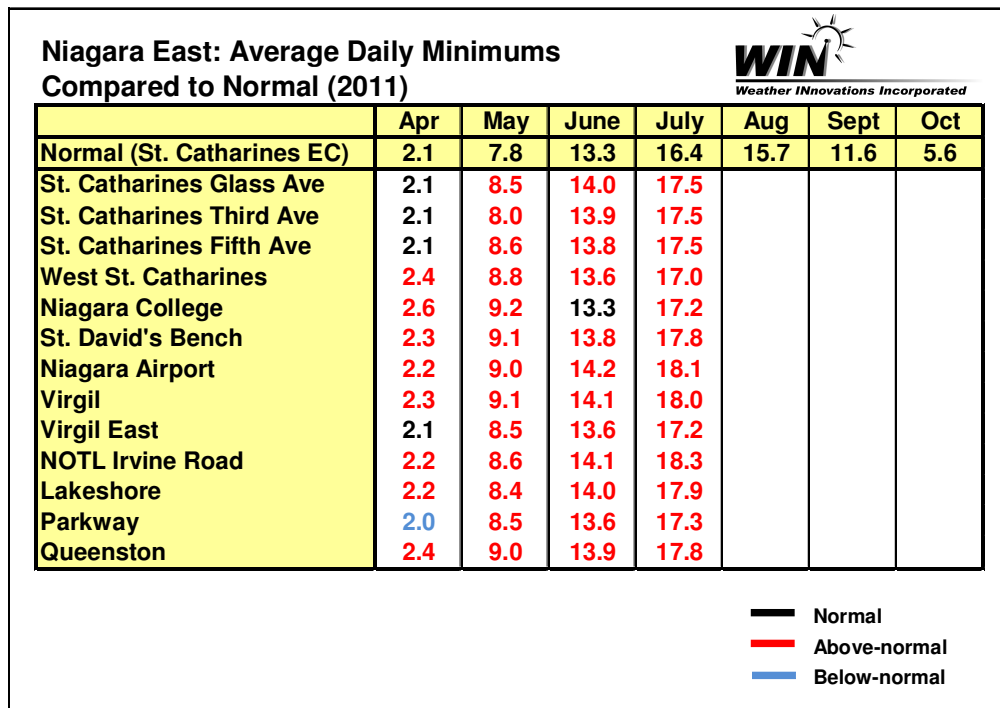 Niagara East: Average Daily Minimums
Compared to Normal (2011)
WIN
Weather INnovations Incorporated
Apr May June July Aug Sept Oct
Normal (St. Catharines EC) 2.1 7.8 13.3 16.4 15.7 11.6 5.6
St. Catharines Glass Ave 2.1 8.5 14.0 17.5
St. Catharines Third Ave 2.1 8.0 13.9 17.5
St. Catharines Fifth Ave 2.1 8.6 13.8 17.5
West St. Catharines 2.4 8.8 13.6 17.0
Niagara College 2.6 9.2 13.3 17.2
St. David's Bench 2.3 9.1 13.8 17.8
Niagara Airport 2.2 9.0 14.2 18.1
Virgil 2.3 9.1 14.1 18.0
Virgil East 2.1 8.5 13.6 17.2
NOTL Irvine Road 2.2 8.6 14.1 18.3
Lakeshore 2.2 8.4 14.0 17.9
Parkway 2.0 8.5 13.6 17.3
Queenston 2.4 9.0 13.9 17.8
Normal
Above-normal
Below-normal